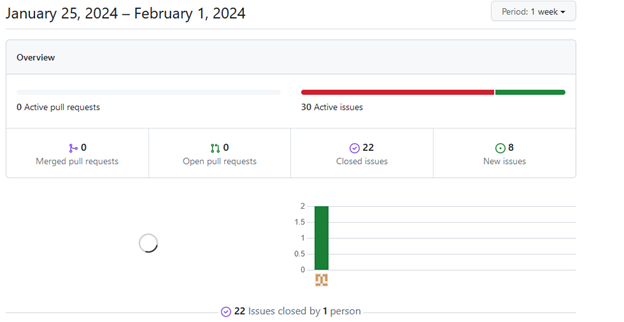 January 25, 2024 – February 1, 2024
Period: 1 week
Overview
0 Active pull requests
30 Active issues
0
Merged pull requests
0
Open pull requests
22
Closed issues
8
New issues
2
1.5
1
0.5
0
22 Issues closed by 1 person